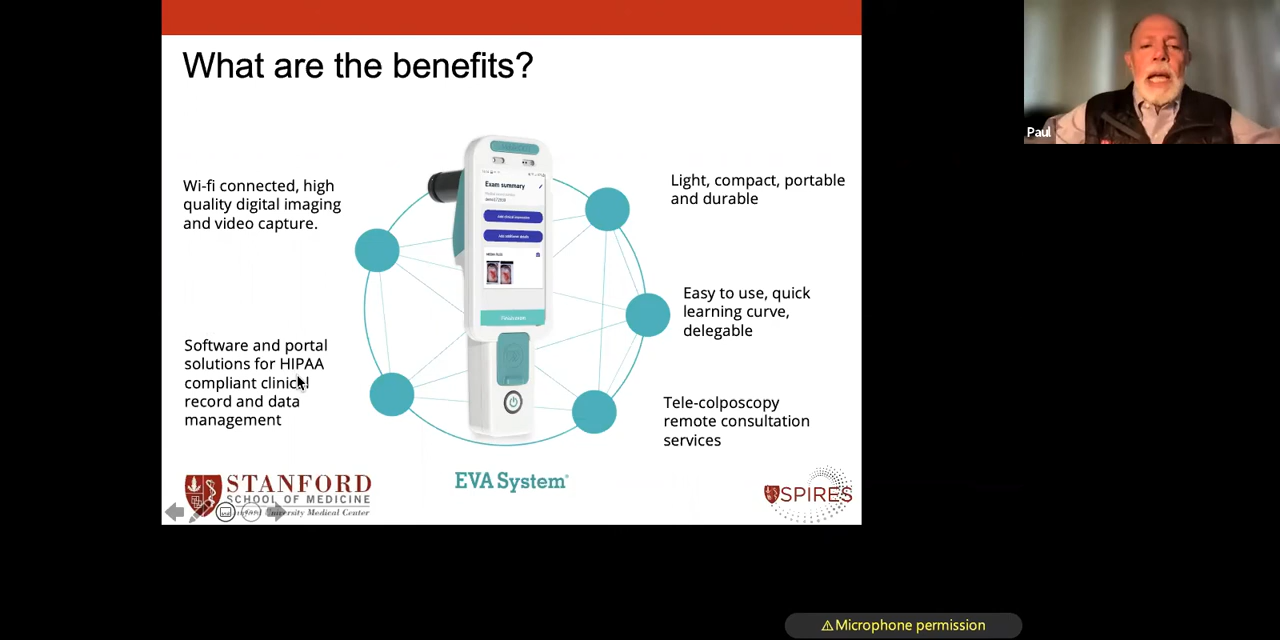 What are the benefits?
Paul
Wi-fi connected, high
quality digital imaging
and video capture.
Light, compact, portable
and durable
Exam summary
Easy to use, quick
learning curve,
delegable
Software and portal
solutions for HIPAA
compliant clinical
record and data
management
Tele-colposcopy
remote consultation
services
EVA System
STANFORD
SCHOOL OF MEDICINE
University Medical Center
SPIRES
⚠Microphone permission